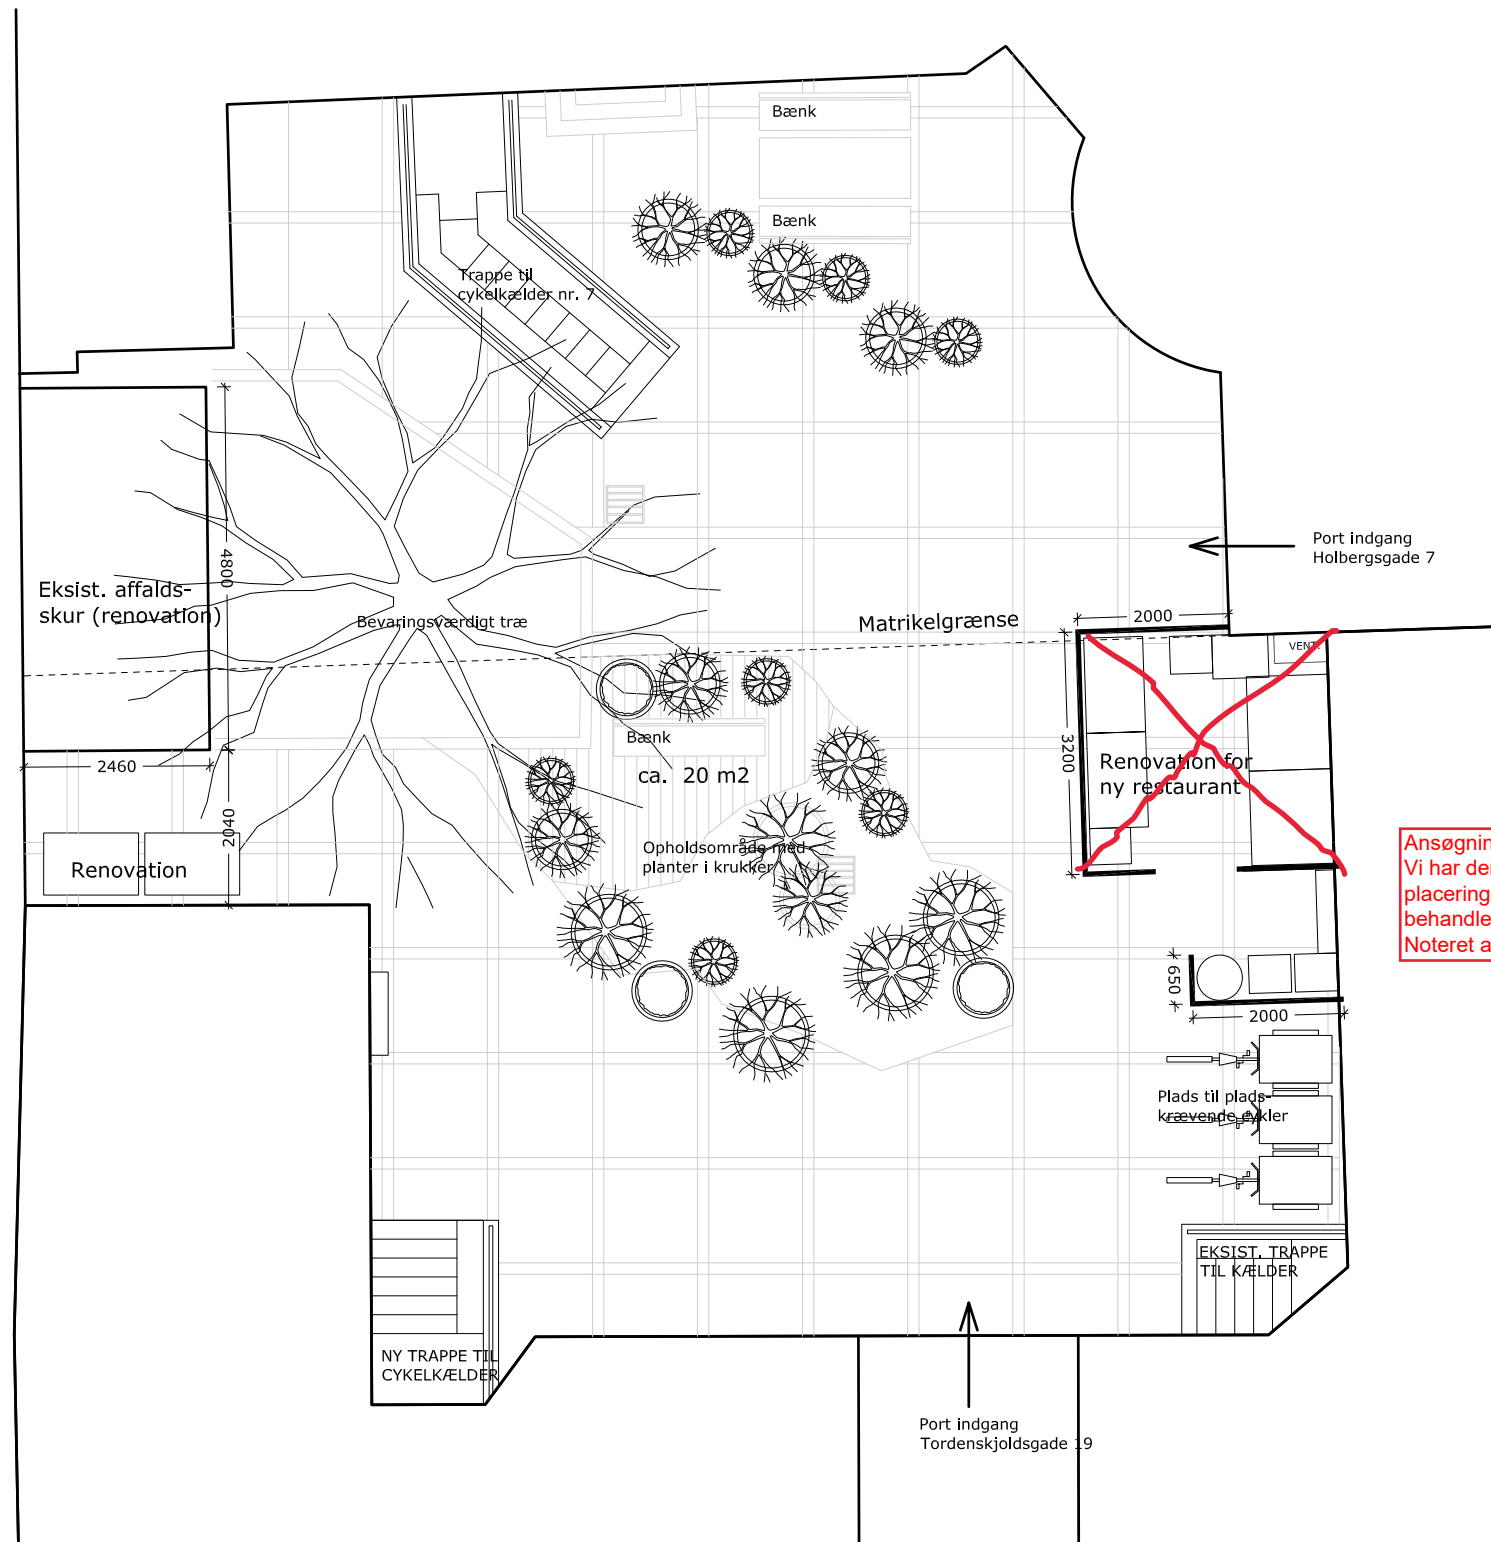 Bænk
Bænk
Trappe til
cykelkælder nr. 7
Port indgang
Holbergsgade 7
4800
Eksist. affalds-
skur (renovation)
Bevaringsværdigt træ
Matrikelgrænse
2000
VENT.
Bænk
ca. 20 m2
2460
3200
Renovation for
ny restaurant
2040
Renovation
Opholdsområde med
planter i krukker
Ansøgnin
Vi har der
placering
behandle
Noteret a
650
2000
Plads til plads-
krævende cykler
EKSIST. TRAPPE
TIL KÆLDER
NY TRAPPE TIL
CYKELKÆLDER
Port indgang
Tordenskjoldsgade 19